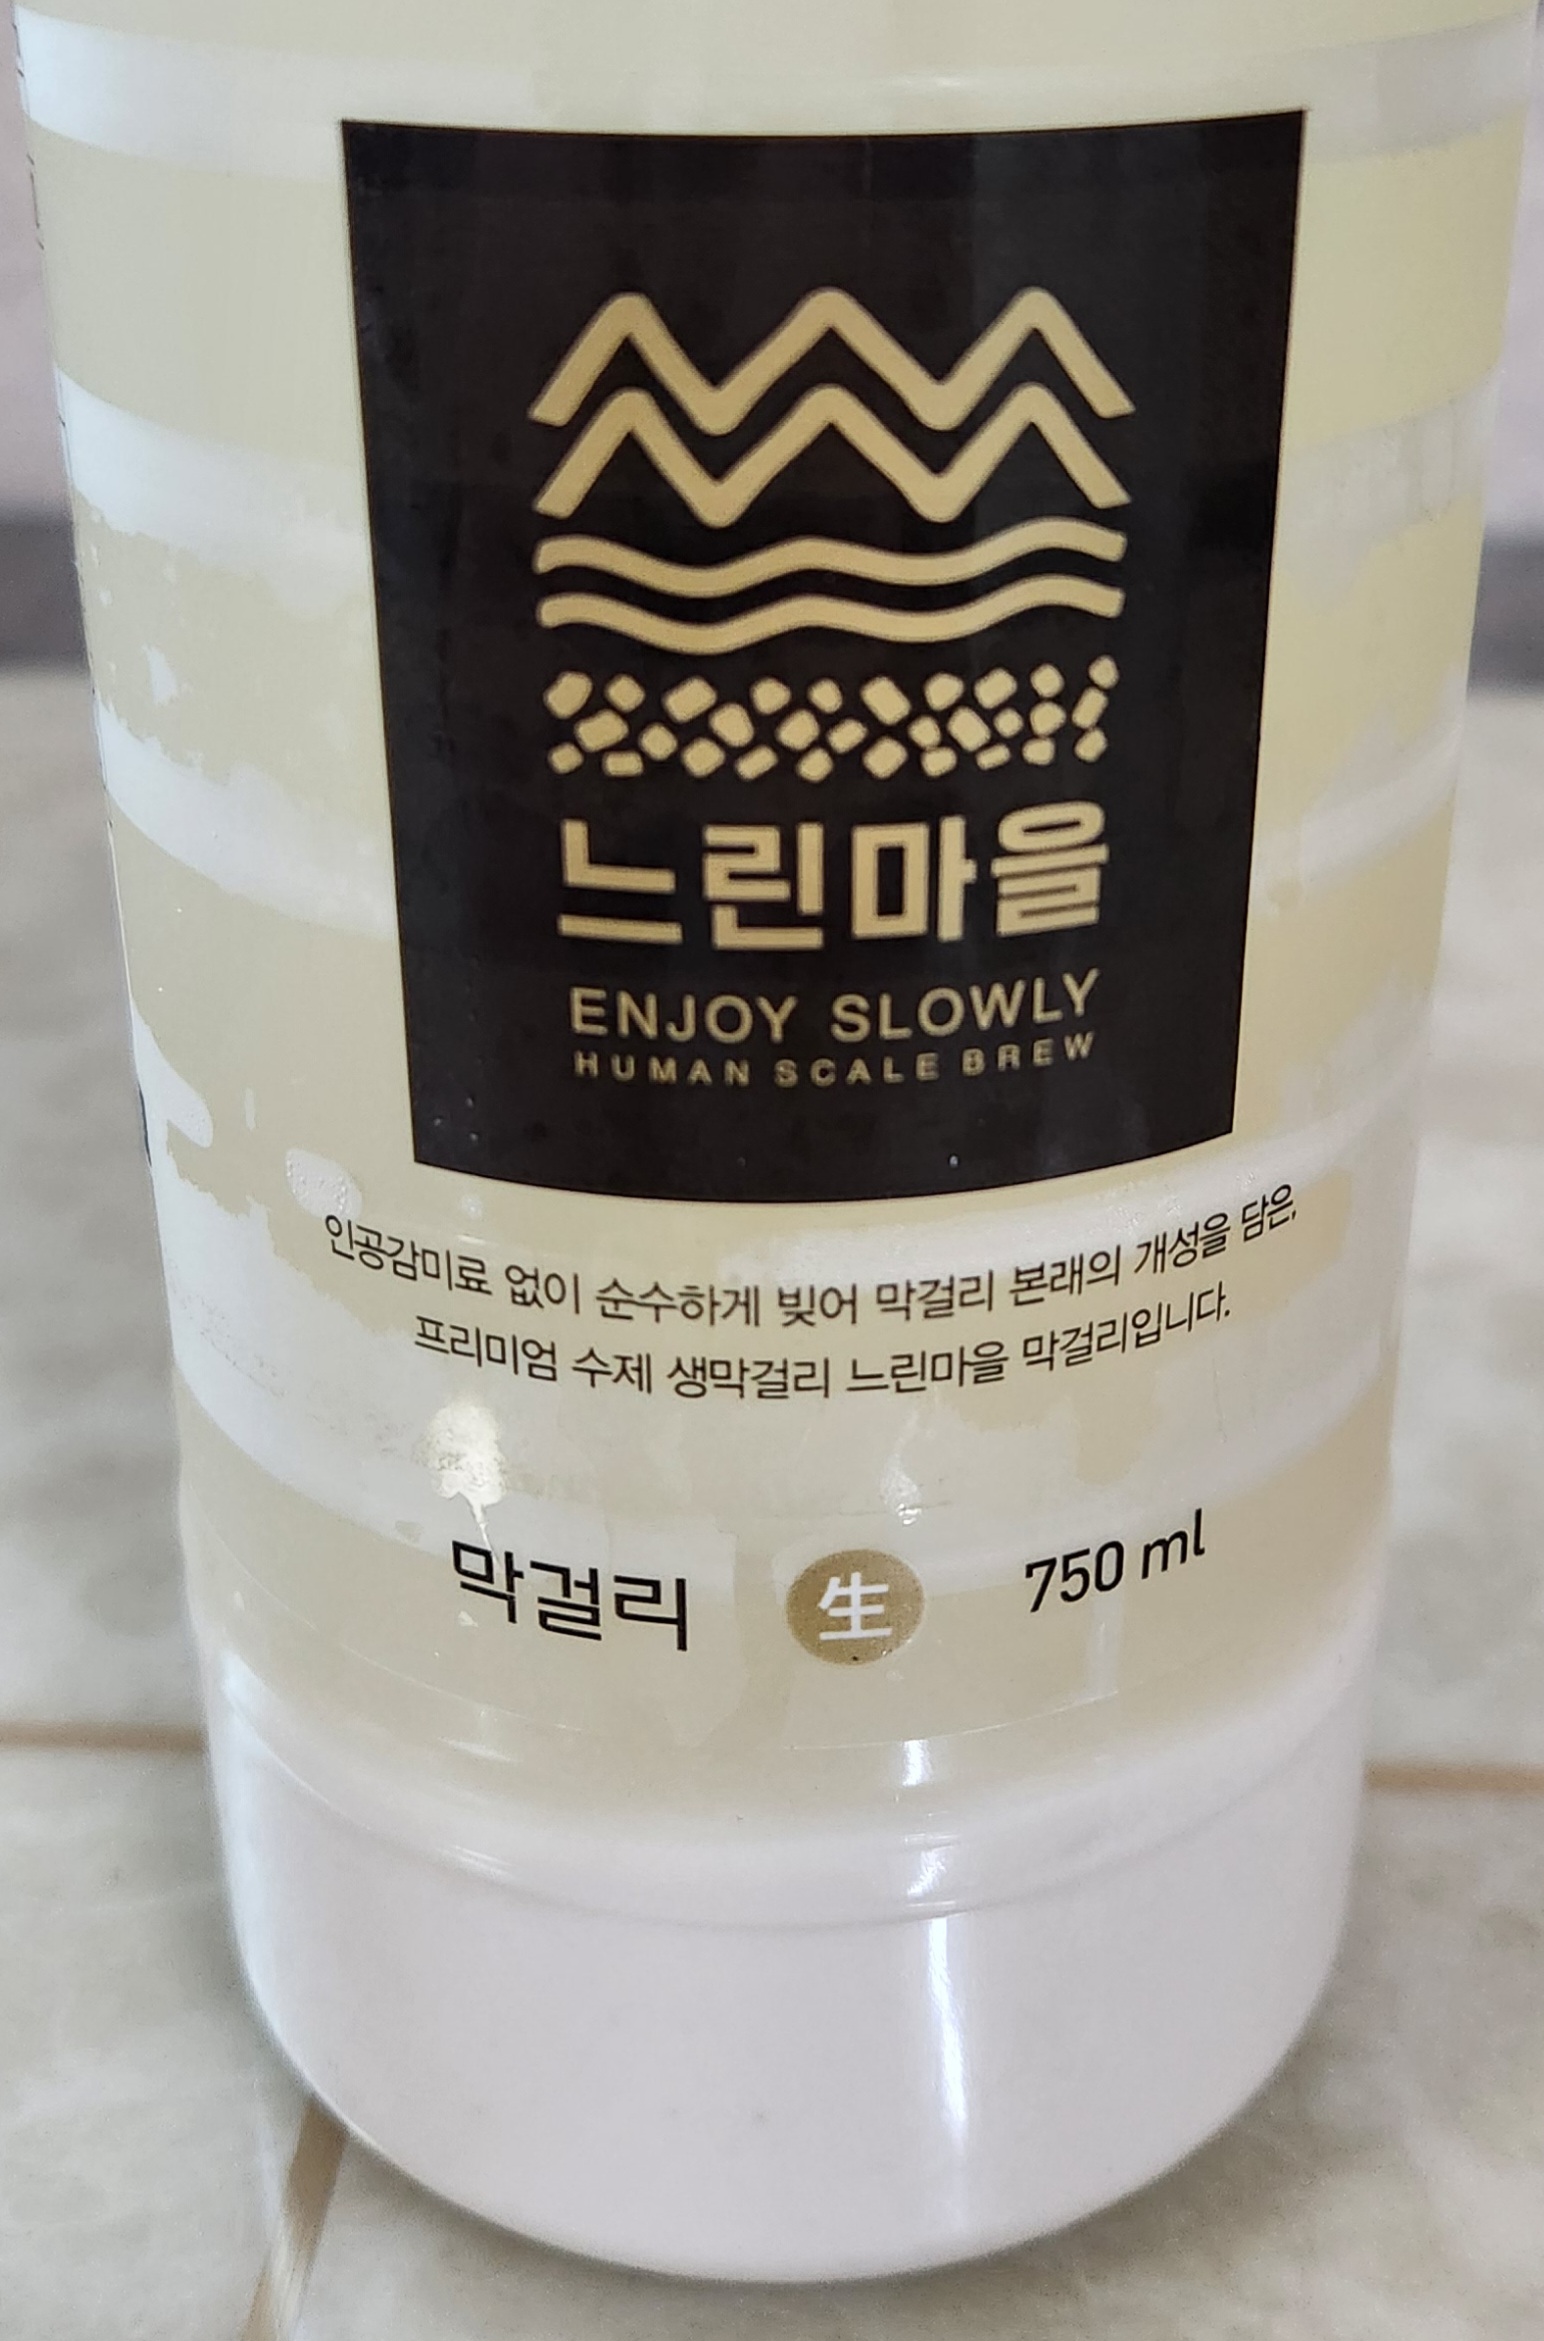 느린마을
ENJOY SLOWLY
HUMAN SCALE BREW
인공감미료 없이 순수하게 빚어 막걸리 본래의 개성을 담은,
프리미엄 수제 생막걸리 느린마을 막걸리입니다.
막걸리 生 750 ml